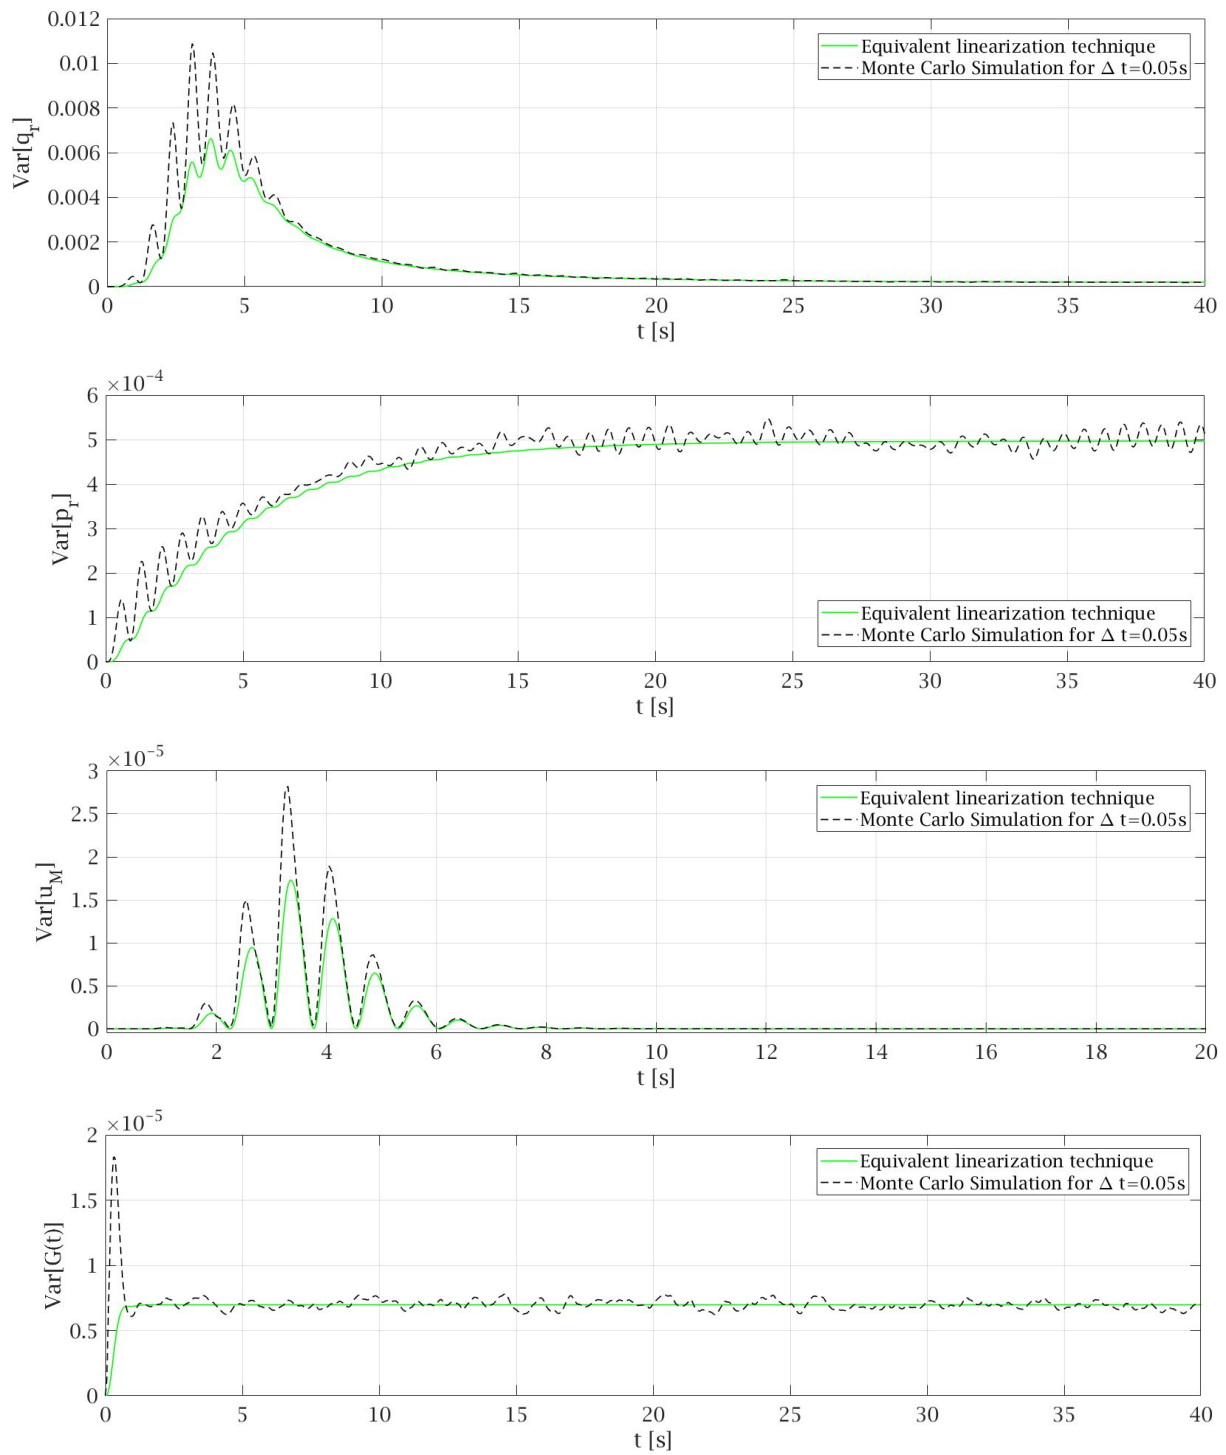 0.012
0.01
0.008
0.006
0.004
0.002
0
Var[q_r]
Equivalent linearization technique
Monte Carlo Simulation for Δ t=0.05s
0 5 10 15 20 25 30 35 40
t [s]
×10⁻⁴
6
5
4
3
2
1
0
Var[p_r]
Equivalent linearization technique
Monte Carlo Simulation for Δ t=0.05s
0 5 10 15 20 25 30 35 40
t [s]
×10⁻⁵
3
2.5
2
1.5
1
0.5
0
Var[u_M]
Equivalent linearization technique
Monte Carlo Simulation for Δ t=0.05s
0 2 4 6 8 10 12 14 16 18 20
t [s]
×10⁻⁵
2
1.5
1
0.5
0
Var[G(t)]
Equivalent linearization technique
Monte Carlo Simulation for Δ t=0.05s
0 5 10 15 20 25 30 35 40
t [s]